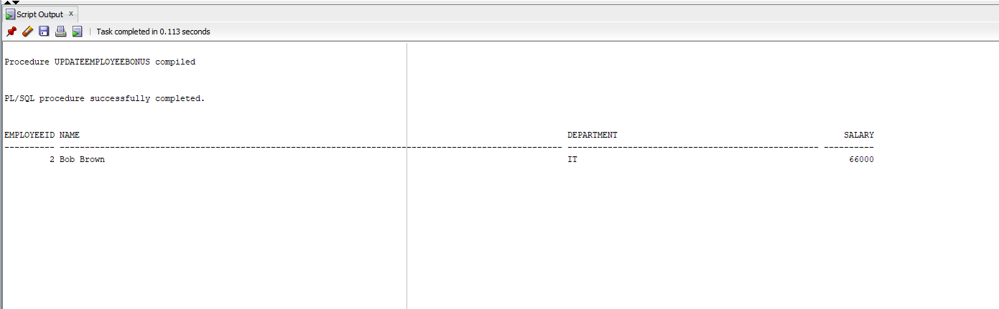 Script Output x
Task completed in 0.113 seconds
Procedure UPDATEEMPLOYEEBONUS compiled
PL/SQL procedure successfully completed.
EMPLOYEEID NAME DEPARTMENT SALARY
---------- ---------------------------------------------------------------------------------------------------- -------------------------------------------------- ----------
2 Bob Brown IT 66000